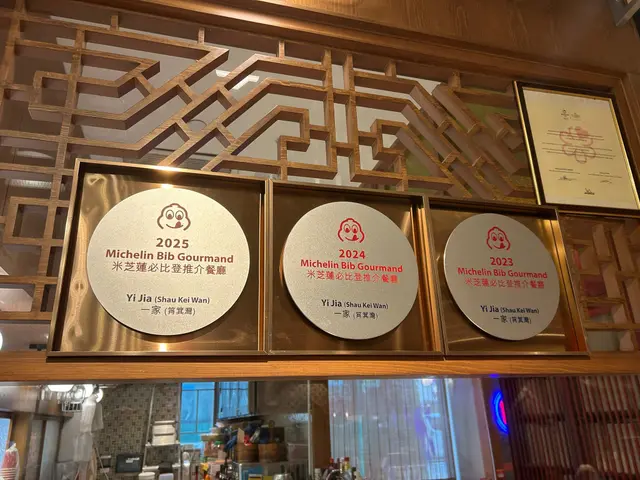 2025
Michelin Bib Gourmand
米芝蓮必比登推介餐廳
Yi Jia (Shau Kei Wan)
一家 (筲箕灣)
2024
Michelin Bib Gourmand
米芝蓮必比登推介餐廳
Yi Jia (Shau Kei Wan)
一家 (筲箕灣)
2023
Michelin Bib Gourmand
米芝蓮必比登推介餐廳
Yi Jia (Shau Kei Wan)
一家 (筲箕灣)